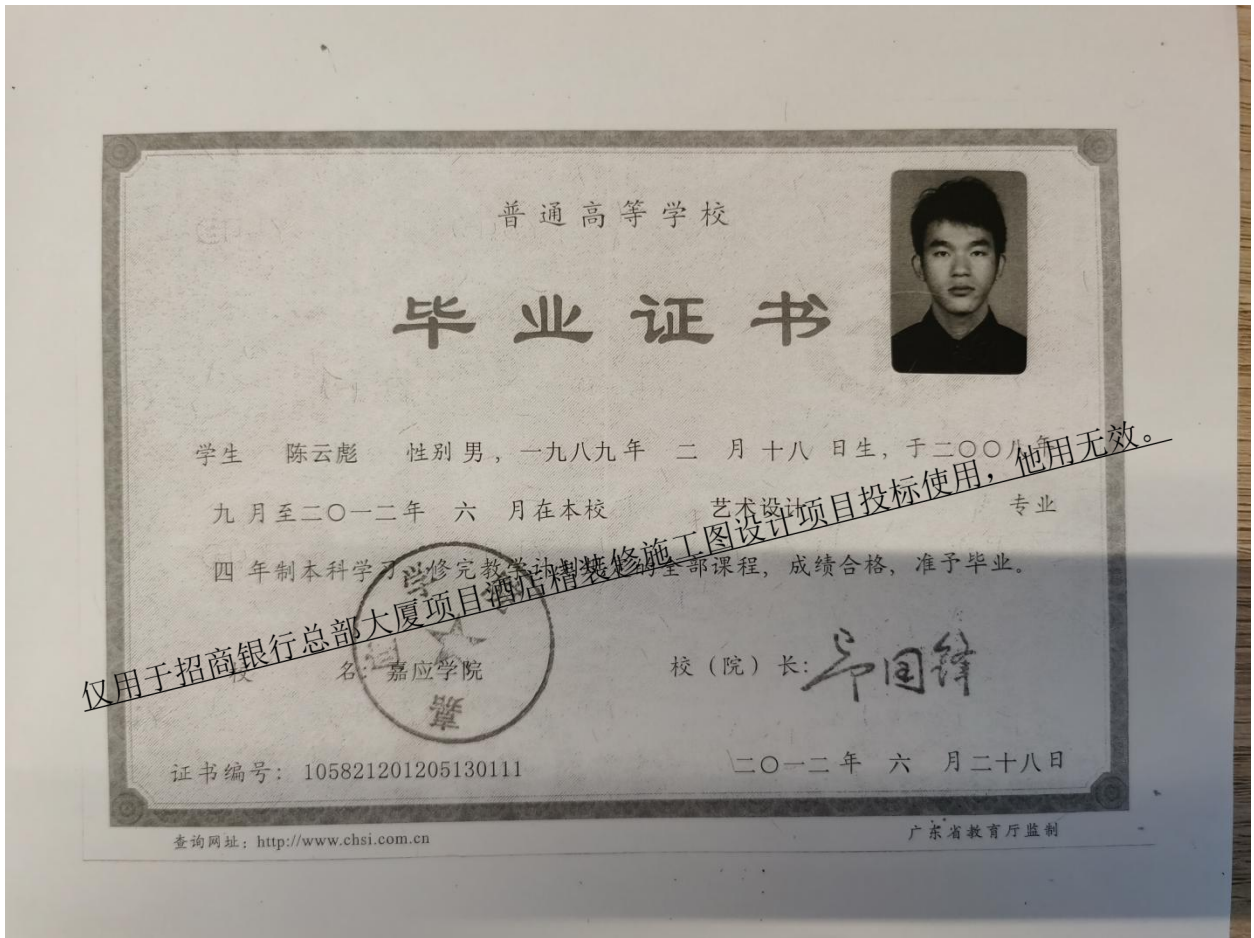 普通高等学校
毕业证书
学生 陈云彪 性别 男，一九八九年 二 月 十八 日生，于二〇〇八年
九 月至二〇一二年 六 月在本校 艺术设计 专业
四 年制本科学习，修完教学计划规定的全部课程，成绩合格，准予毕业。
仅用于招商银行总部大厦项目酒店精装修施工图设计项目投标使用，他用无效。
校 名：嘉应学院 校（院）长：
证书编号：105821201205130111 二〇一二年 六 月二十八日
查询网址：http://www.chsi.com.cn 广东省教育厅监制